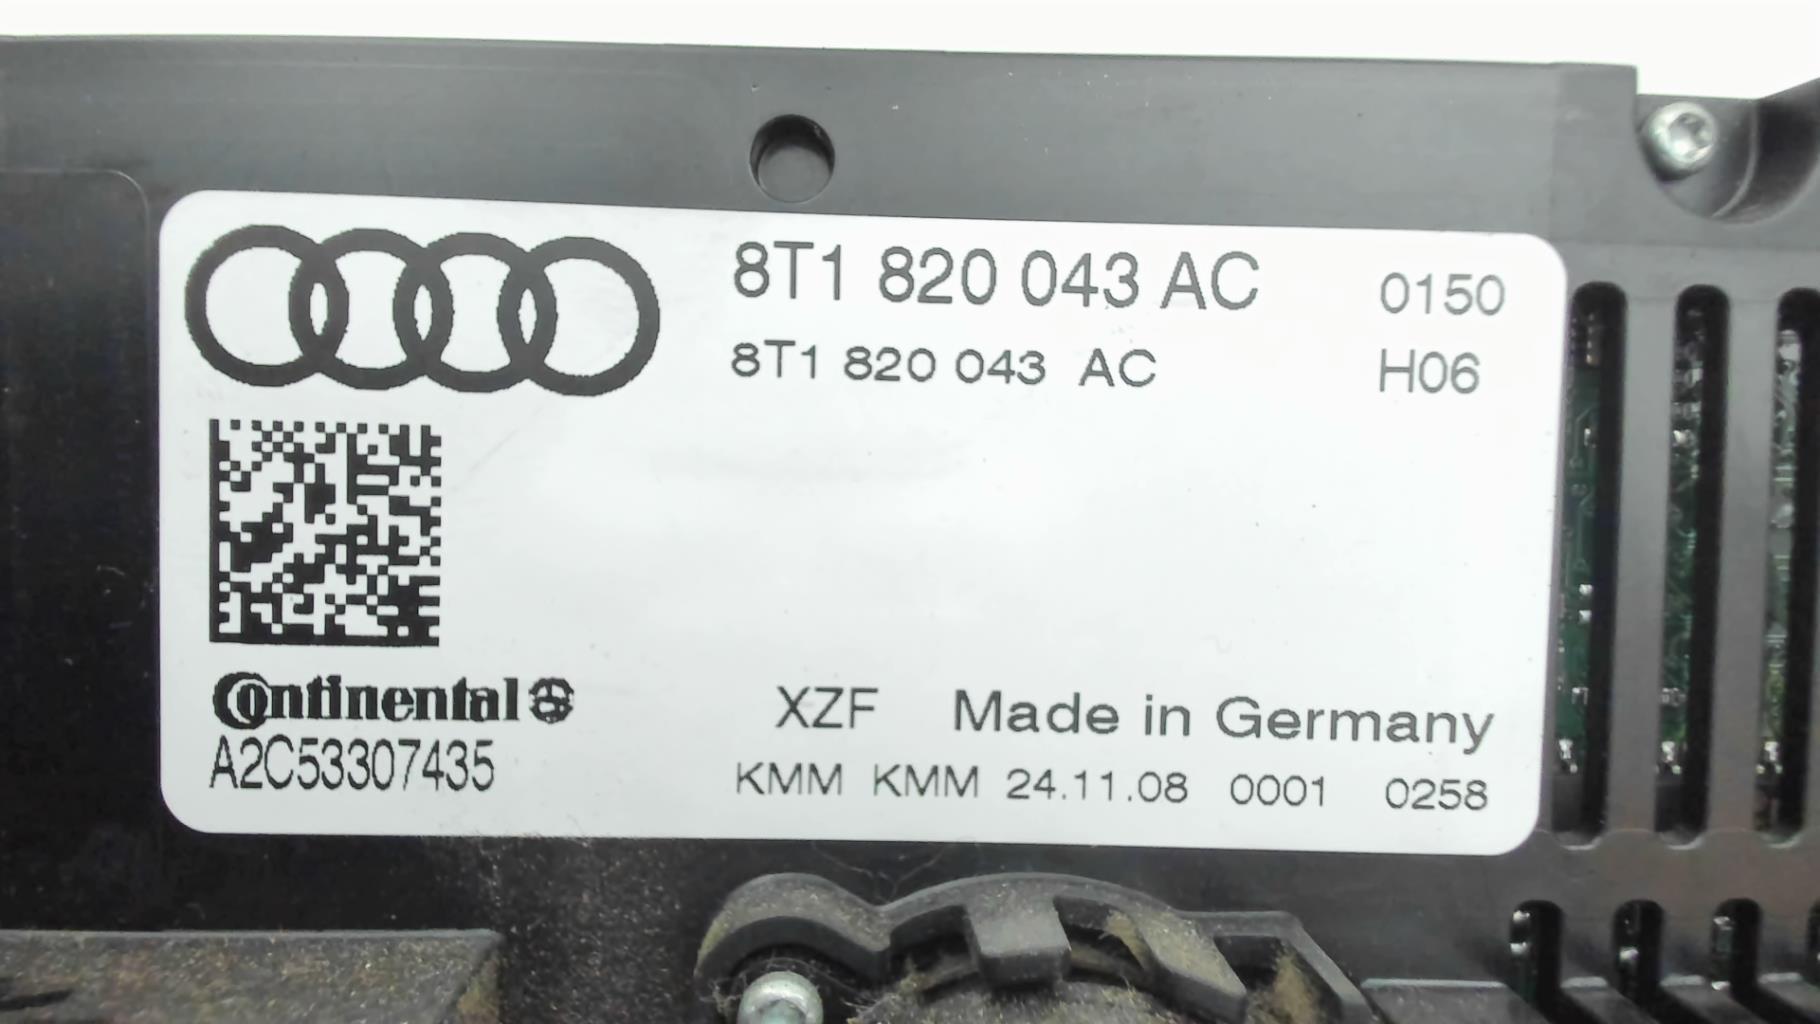 8T1 820 043 AC 0150
8T1 820 043 AC H06
Continental
A2C53307435
XZF Made in Germany
KMM KMM 24.11.08 0001 0258